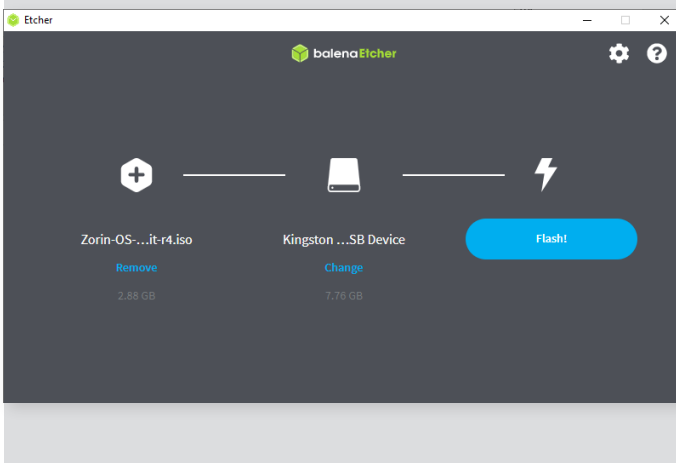 Etcher
balenaEtcher
Zorin-OS-...it-r4.iso
Kingston ...SB Device
Flash!
Remove
Change
2.88 GB
7.76 GB